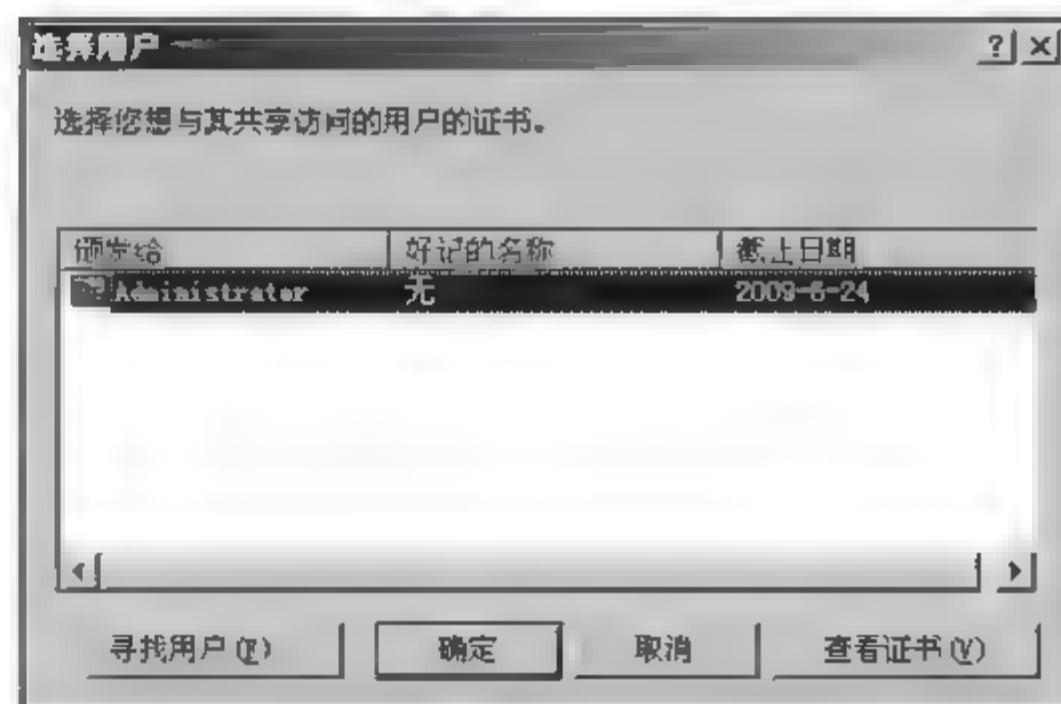 选择用户
选择您想与其共享访问的用户的证书。
颁发给 好记的名称 截止日期
Administrator 无 2009-6-24
寻找用户(F) 确定 取消 查看证书(V)